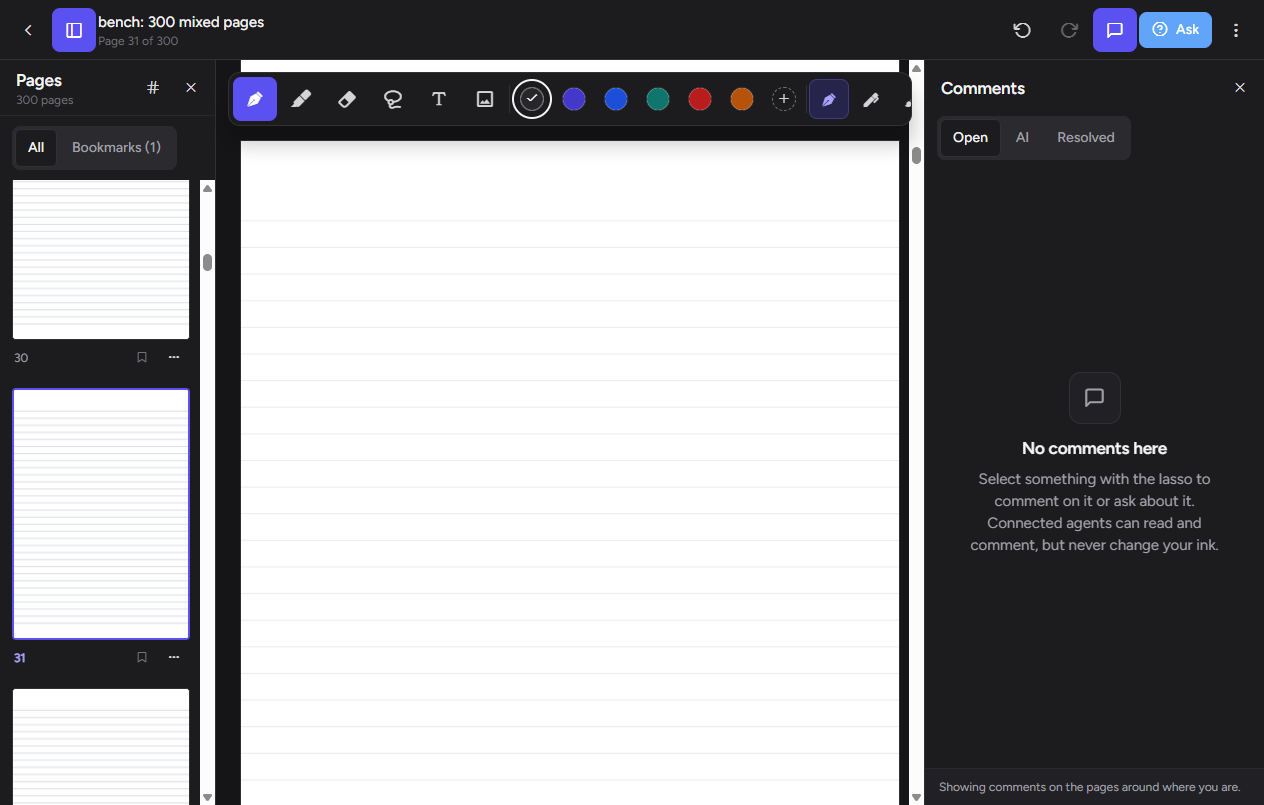 bench: 300 mixed pages
Page 31 of 300
Ask
Pages
300 pages
#
All
Bookmarks (1)
30
31
T
Comments
Open
AI
Resolved
No comments here
Select something with the lasso to
comment on it or ask about it.
Connected agents can read and
comment, but never change your ink.
Showing comments on the pages around where you are.